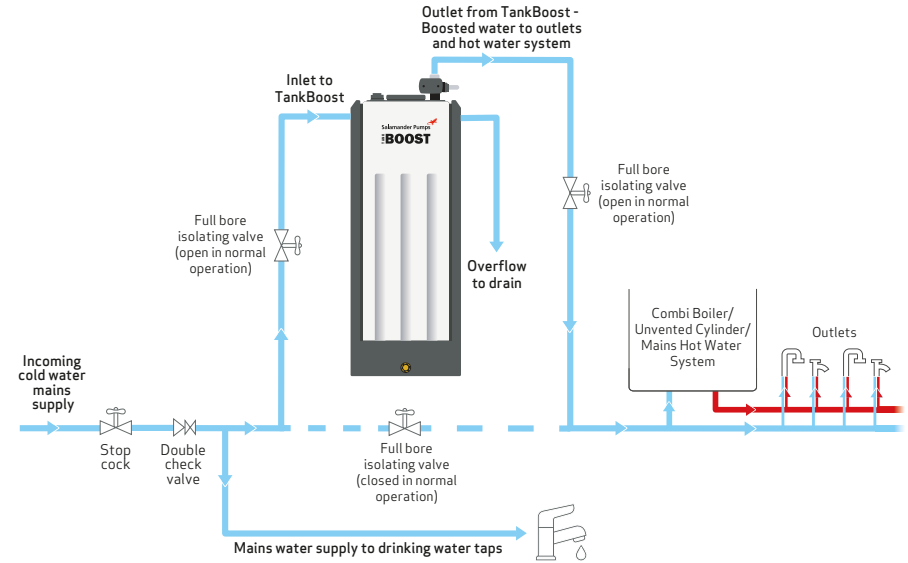 Outlet from TankBoost -
Boosted water to outlets
and hot water system
Inlet to
TankBoost
Salamander Pumps
BOOST
Full bore
isolating valve
(open in normal
operation)
Full bore
isolating valve
(open in normal
operation)
Overflow
to drain
Combi Boiler/
Unvented Cylinder/
Mains Hot Water
System
Outlets
Incoming
cold water
mains
supply
Stop
cock
Double
check
valve
Full bore
isolating valve
(closed in normal
operation)
Mains water supply to drinking water taps